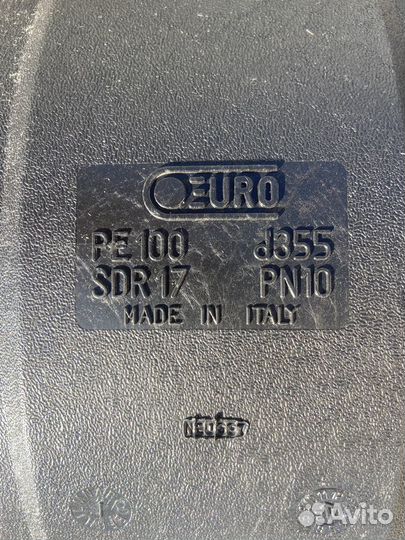 EURO
PE 100 d355
SDR 17 PN10
MADE IN ITALY
Avito